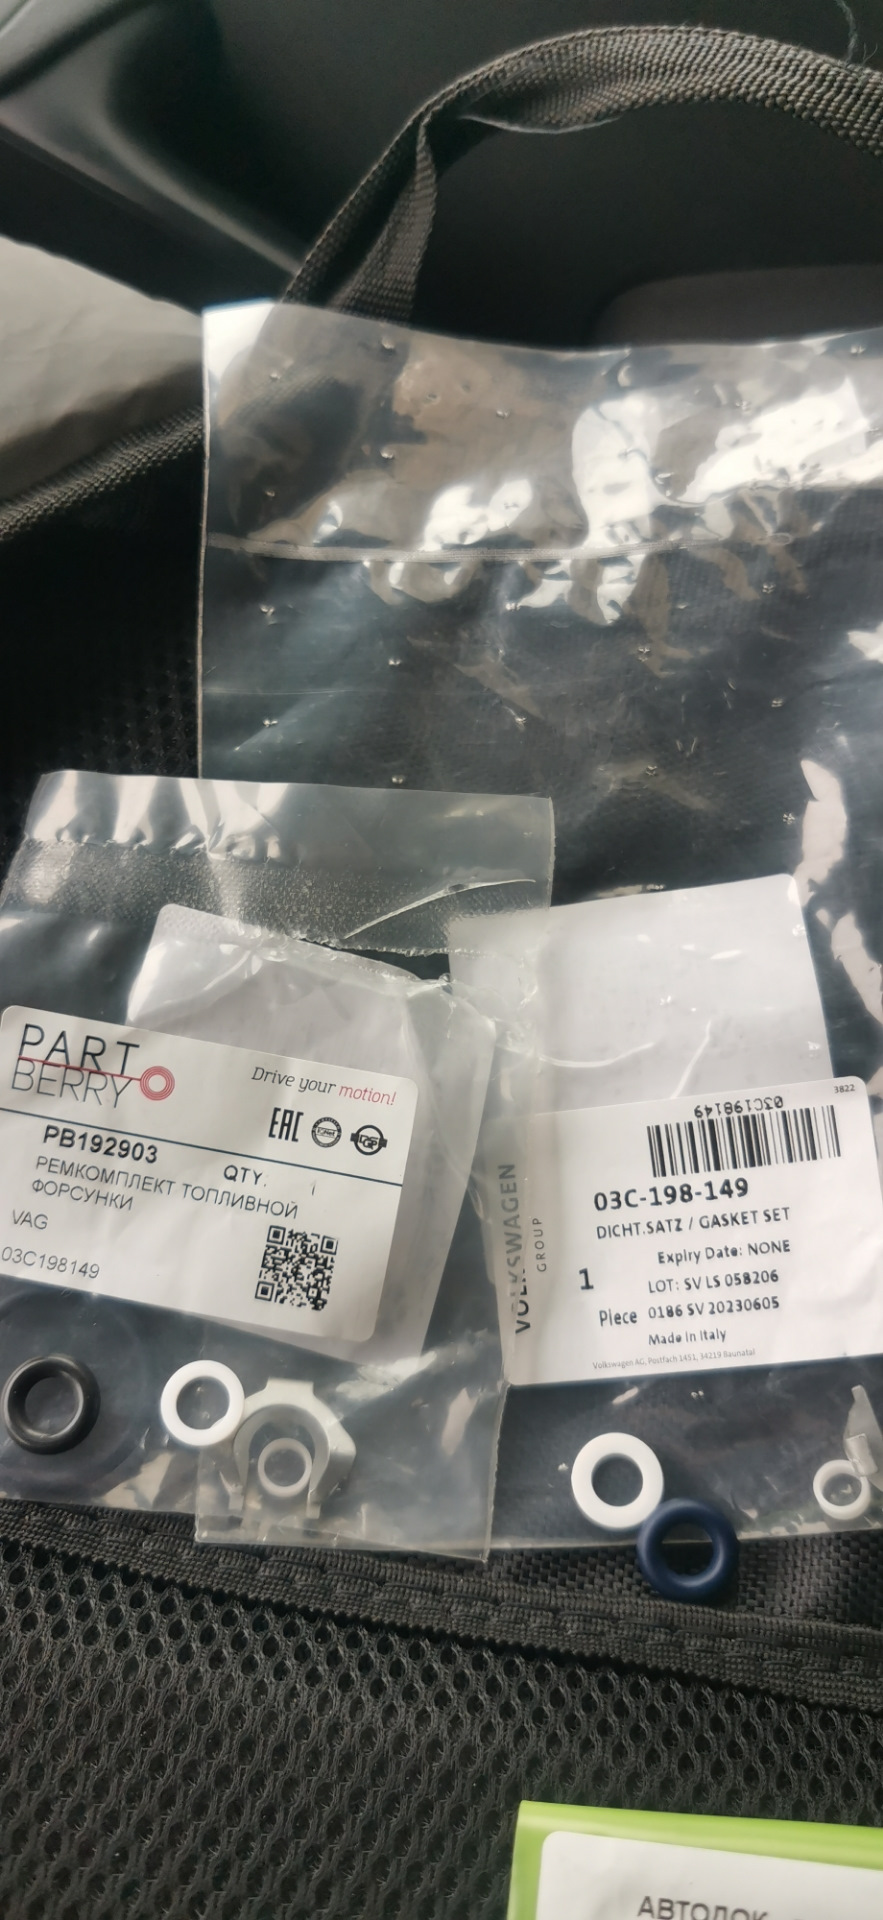 PART
BERRY
Drive your motion!
EAC
PB192903
QTY: 1
РЕМКОМПЛЕКТ ТОПЛИВНОЙ
ФОРСУНКИ
VAG
03C198149
3822
03C198149
VOLKSWAGEN
GROUP
03C-198-149
DICHT.SATZ / GASKET SET
Expiry Date: NONE
1
LOT: SV LS 058206
Piece 0186 SV 20230605
Made in Italy
Volkswagen AG, Postfach 1451, 34219 Baunatal